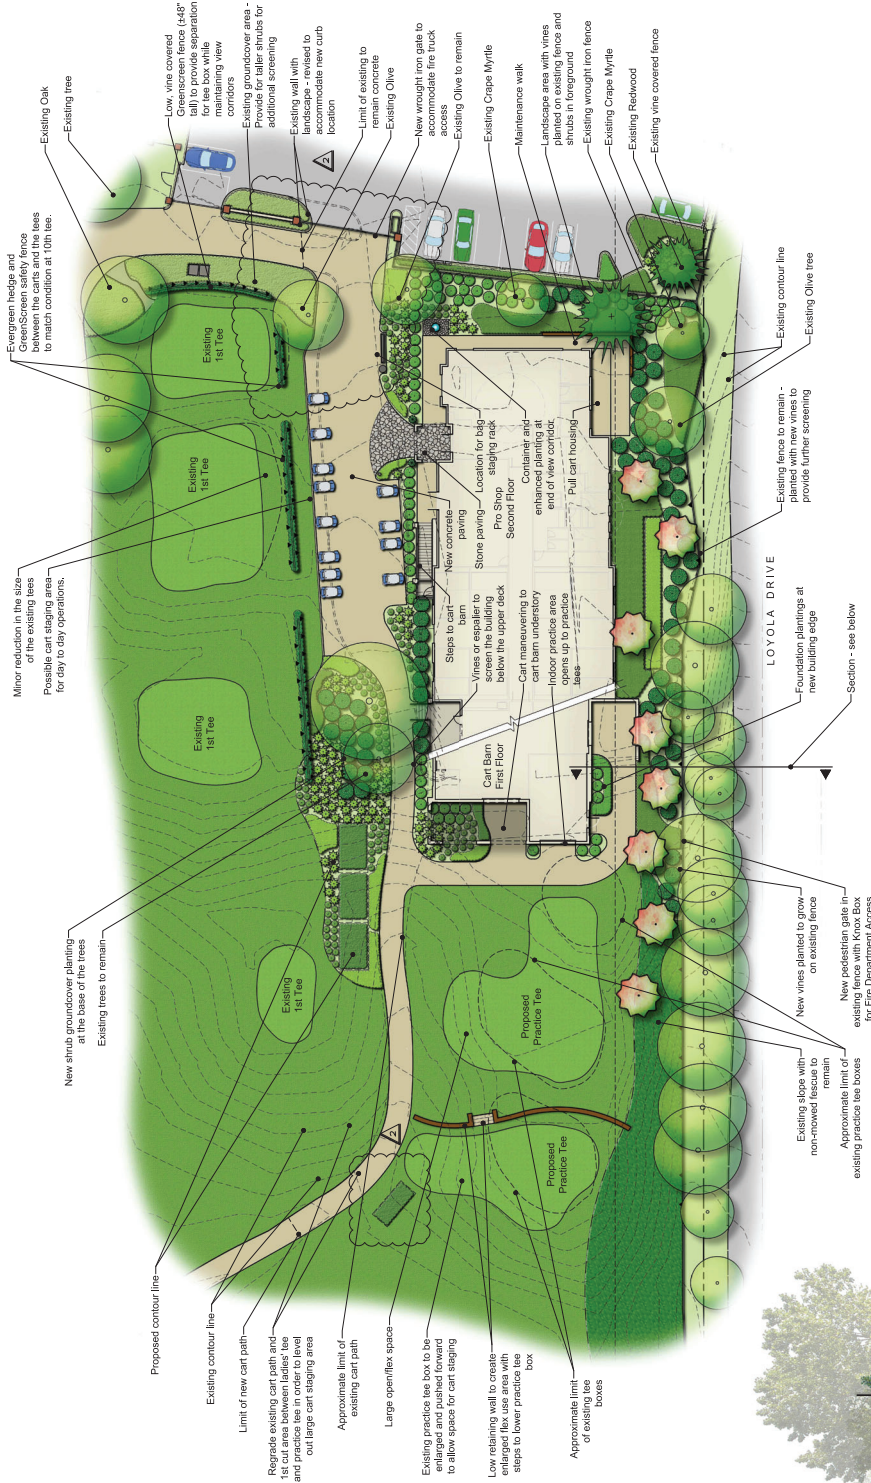 Existing Oak
Existing tree
Low, vine covered
Greenscreen fence (±48"
tall) to provide separation
for tee box while
maintaining view
corridors
Existing groundcover area -
Provide for taller shrubs for
additional screening
Existing wall with
landscape - revised to
accommodate new curb
location
Limit of existing to
remain concrete
Existing Olive
New wrought iron gate to
accommodate fire truck
access
Existing Olive to remain
Existing Crape Myrtle
Maintenance walk
Landscape area with vines
planted on existing fence and
shrubs in foreground
Existing wrought iron fence
Existing Crape Myrtle
Existing Redwood
Existing vine covered fence
Evergreen hedge and
GreenScreen safety fence
between the carts and the tees
to match condition at 10th tee.
2
Existing
1st Tee
Existing
1st Tee
Existing
1st Tee
Existing
1st Tee
Existing contour line
Existing Olive tree
Location for bag
staging rack
Container and
enhanced planting at
end of view corridor.
Pull cart housing
Stone paving
Pro Shop
Second Floor
New concrete
paving
Steps to cart
barn
Vines or espalier to
screen the building
below the upper deck
Cart maneuvering to
cart barn understory
Indoor practice area
opens up to practice
tees
Cart Barn
First Floor
Minor reduction in the size
of the existing tees
Possible cart staging area
for day to day operations,
Existing fence to remain -
planted with new vines to
provide further screening
LOYOLA DRIVE
Foundation plantings at
new building edge
Section - see below
New shrub groundcover planting
at the base of the trees
Existing trees to remain
Proposed
Practice Tee
Proposed
Practice Tee
2
New pedestrian gate in
existing fence with Knox Box
for Fire Department Access
New vines planted to grow
on existing fence
Existing slope with
non-mowed fescue to
remain
Approximate limit of
existing practice tee boxes
Proposed contour line
Existing contour line
Limit of new cart path
Regrade existing cart path and
1st cut area between ladies' tee
and practice tee in order to level
out large cart staging area
Approximate limit of
existing cart path
Large open/flex space
Existing practice tee box to be
enlarged and pushed forward
to allow space for cart staging
Low retaining wall to create
enlarged flex use area with
steps to lower practice tee
box
Approximate limit
of existing tee
boxes